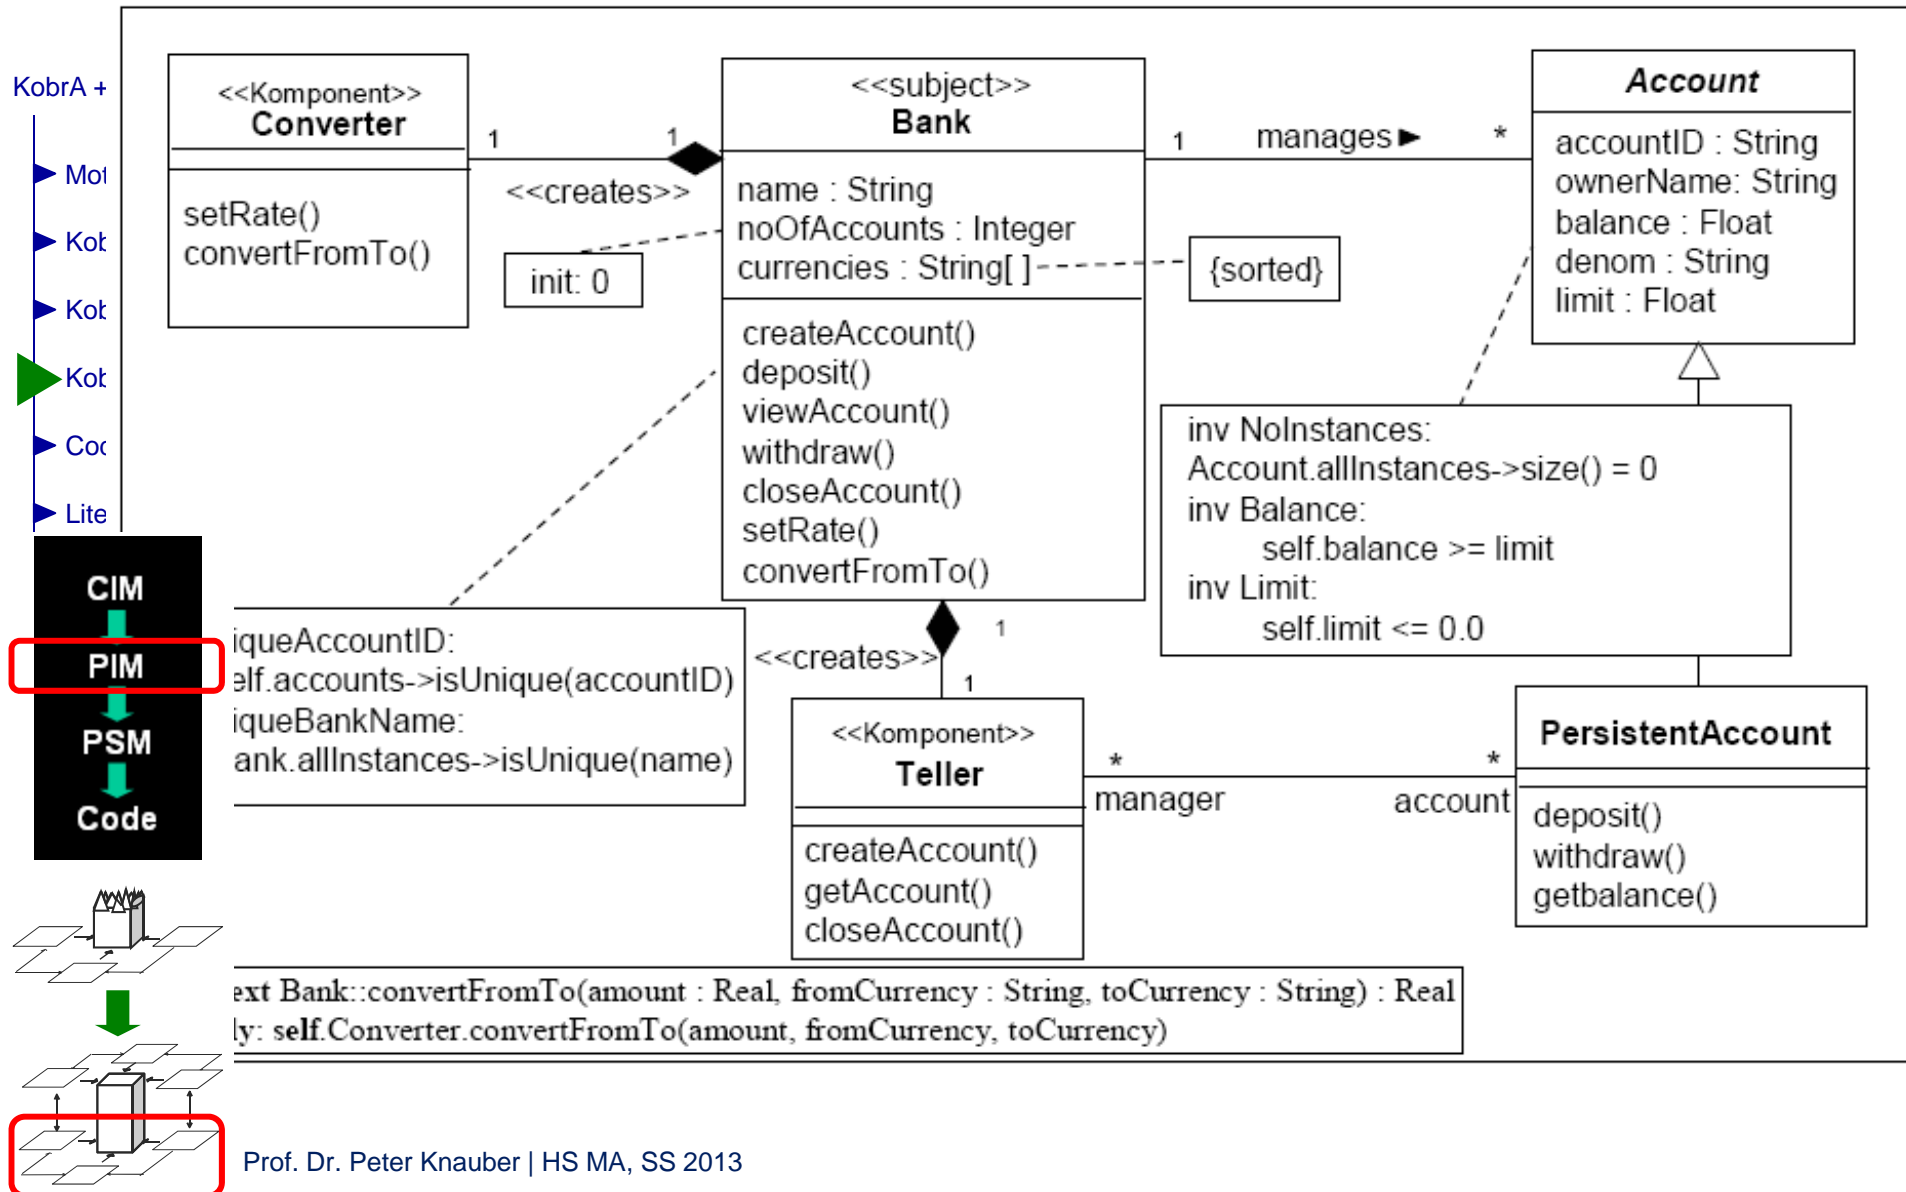 KobrA +
Mot
Kob
Kob
Kob
Coc
Lite
CIM
PIM
PSM
Code
<<Komponent>>
Converter
setRate()
convertFromTo()
1
1
<<creates>>
init: 0
<<subject>>
Bank
name : String
noOfAccounts : Integer
currencies : String[ ]
createAccount()
deposit()
viewAccount()
withdraw()
closeAccount()
setRate()
convertFromTo()
1
manages
*
{sorted}
Account
accountID : String
ownerName: String
balance : Float
denom : String
limit : Float
inv NoInstances:
Account.allInstances->size() = 0
inv Balance:
self.balance >= limit
inv Limit:
self.limit <= 0.0
iqueAccountID:
elf.accounts->isUnique(accountID)
iqueBankName:
ank.allInstances->isUnique(name)
1
<<creates>>
1
<<Komponent>>
Teller
createAccount()
getAccount()
closeAccount()
*
manager
*
account
PersistentAccount
deposit()
withdraw()
getbalance()
ext Bank::convertFromTo(amount : Real, fromCurrency : String, toCurrency : String) : Real
ly: self.Converter.convertFromTo(amount, fromCurrency, toCurrency)
Prof. Dr. Peter Knauber | HS MA, SS 2013